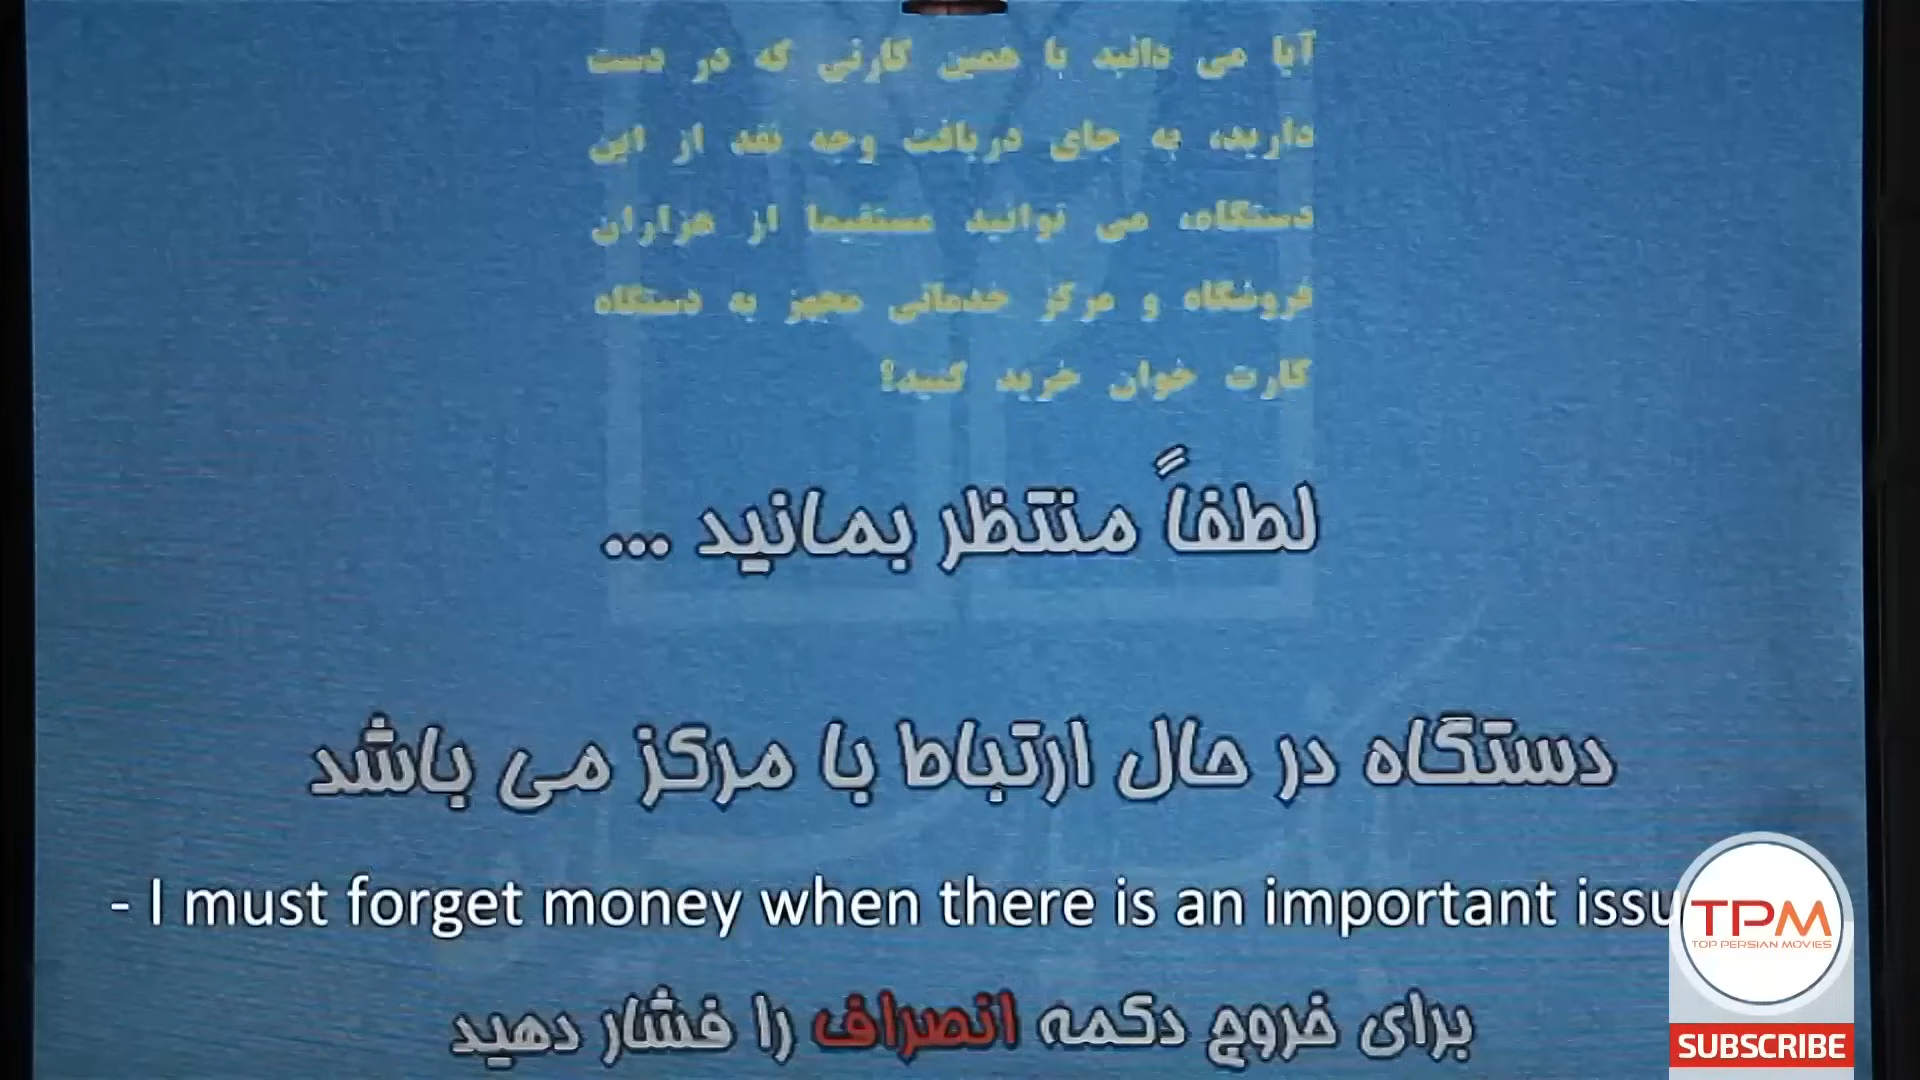 آیا می دانید با همین کارتی که در دست
دارید، به جای دریافت وجه نقد از این
دستگاه، می توانید مستقیما از هزاران
فروشگاه و مرکز خدماتی مجهز به دستگاه
کارت خوان خرید کنید؟
لطفاً منتظر بمانید ...
دستگاه در حال ارتباط با مرکز می باشد
- I must forget money when there is an important issu
برای خروج دکمه انصراف را فشار دهید
TPM
TOP PERSIAN MOVIES
SUBSCRIBE